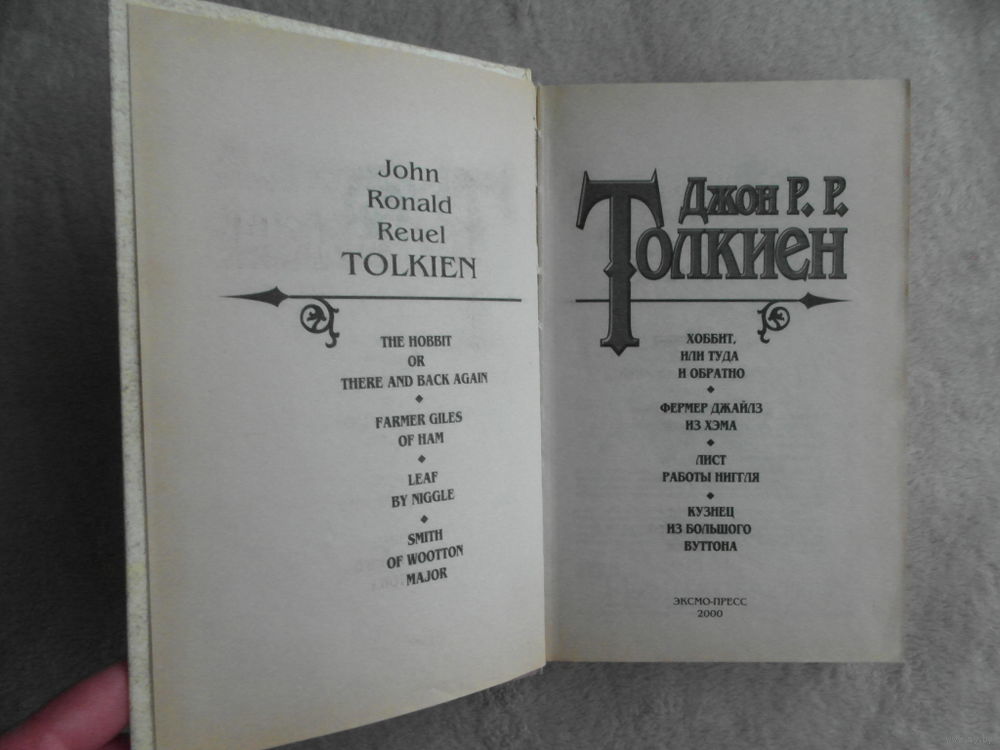 John
Ronald
Reuel
TOLKIEN
THE HOBBIT
OR
THERE AND BACK AGAIN
FARMER GILES
OF HAM
LEAF
BY NIGGLE
SMITH
OF WOOTTON
MAJOR
Джон Р. Р.
Толкиен
ХОББИТ,
ИЛИ ТУДА
И ОБРАТНО
ФЕРМЕР ДЖАЙЛЗ
ИЗ ХЭМА
ЛИСТ
РАБОТЫ НИГГЛЯ
КУЗНЕЦ
ИЗ БОЛЬШОГО
ВУТТОНА
ЭКСМО-ПРЕСС
2000